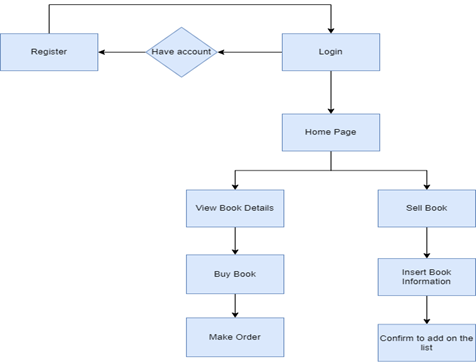 Register
Have account
Login
Home Page
View Book Details
Sell Book
Buy Book
Insert Book
Information
Make Order
Confirm to add on the
list